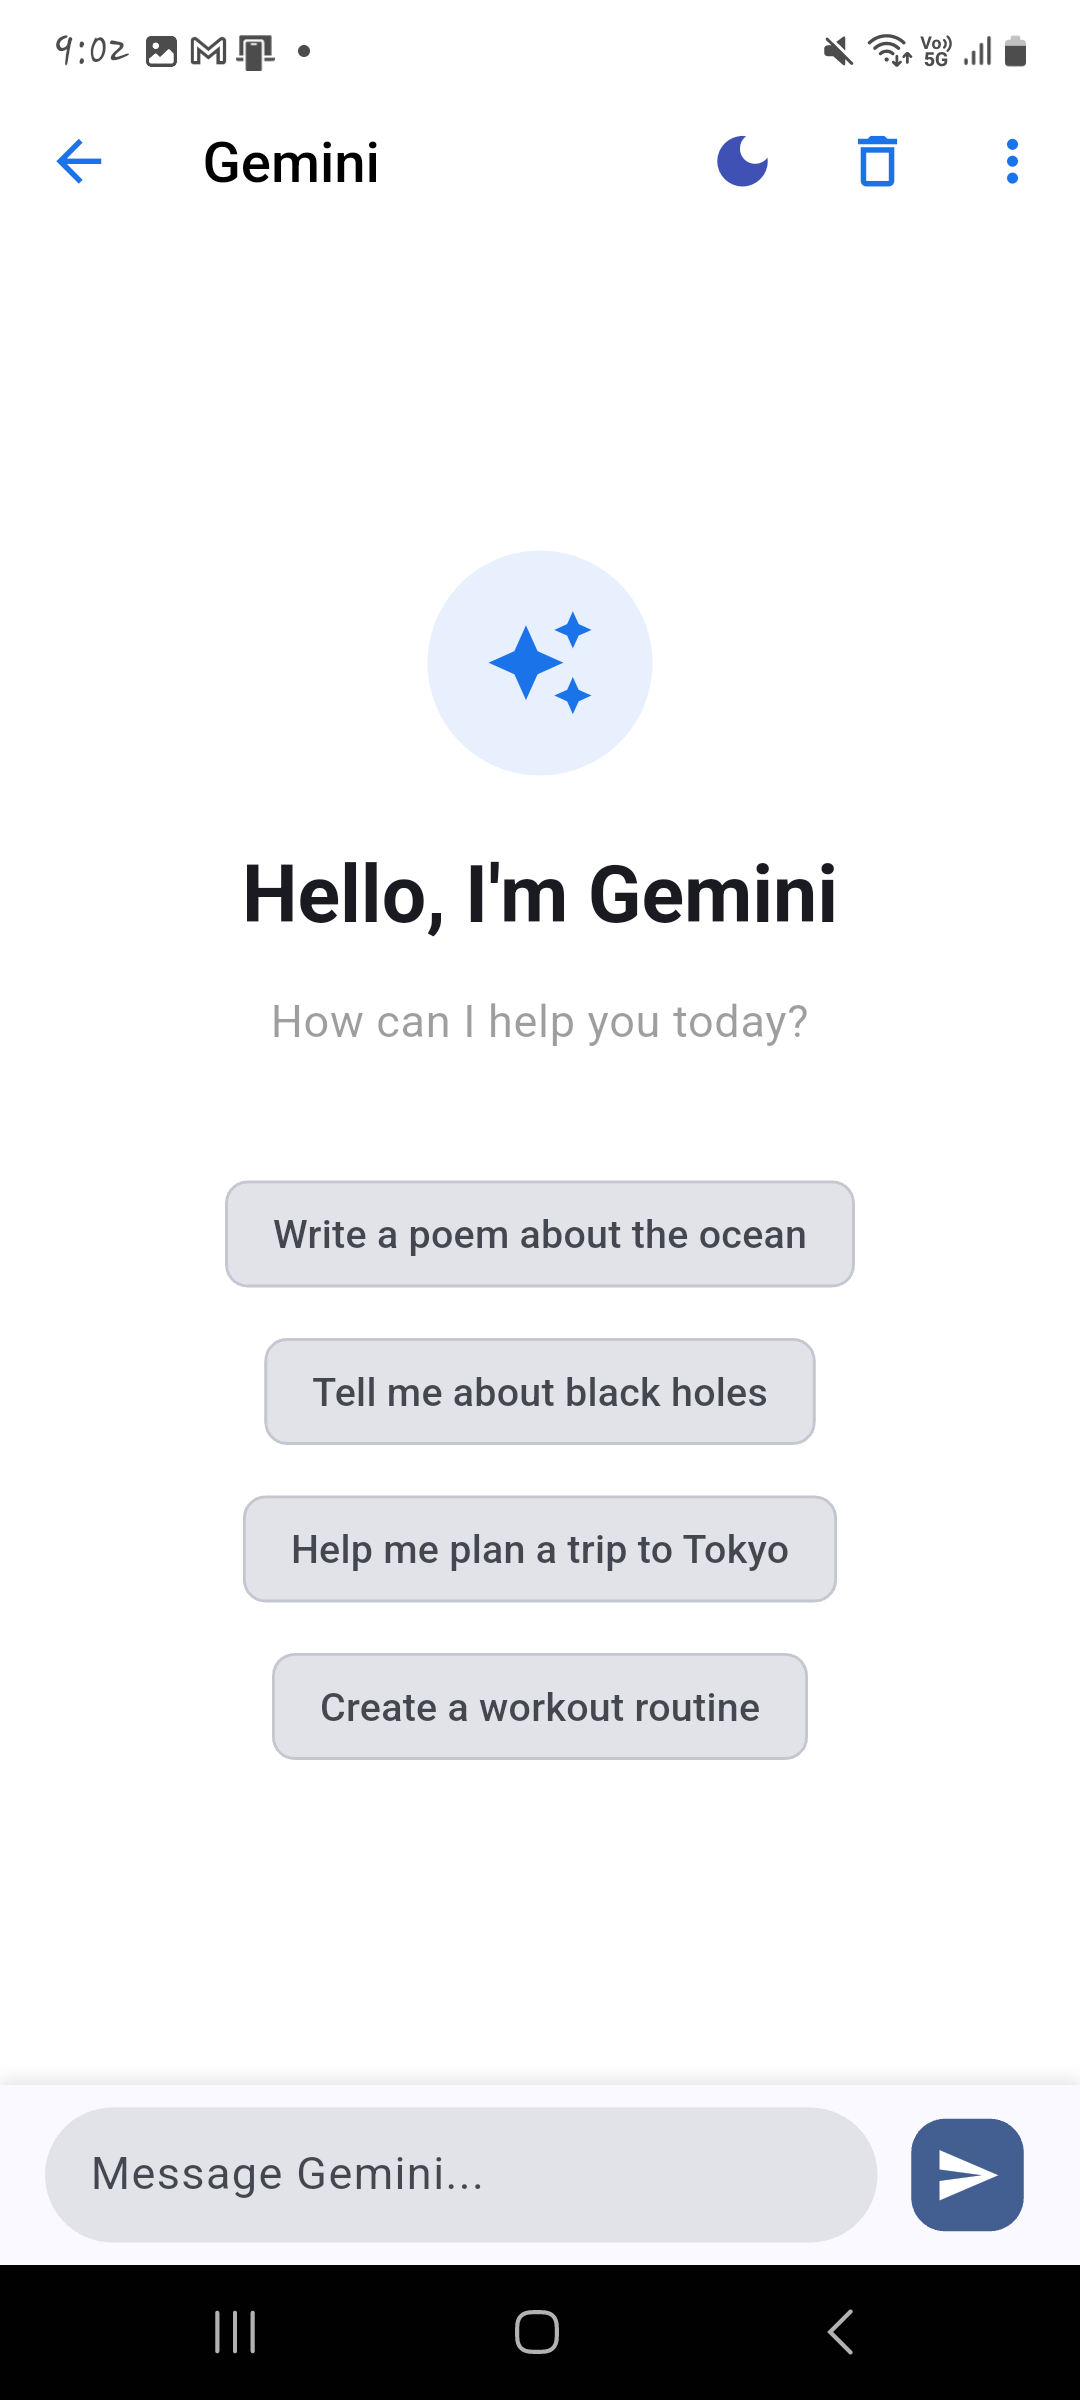 9:02
Vo)) 5G
Gemini
Hello, I'm Gemini
How can I help you today?
Write a poem about the ocean
Tell me about black holes
Help me plan a trip to Tokyo
Create a workout routine
Message Gemini...